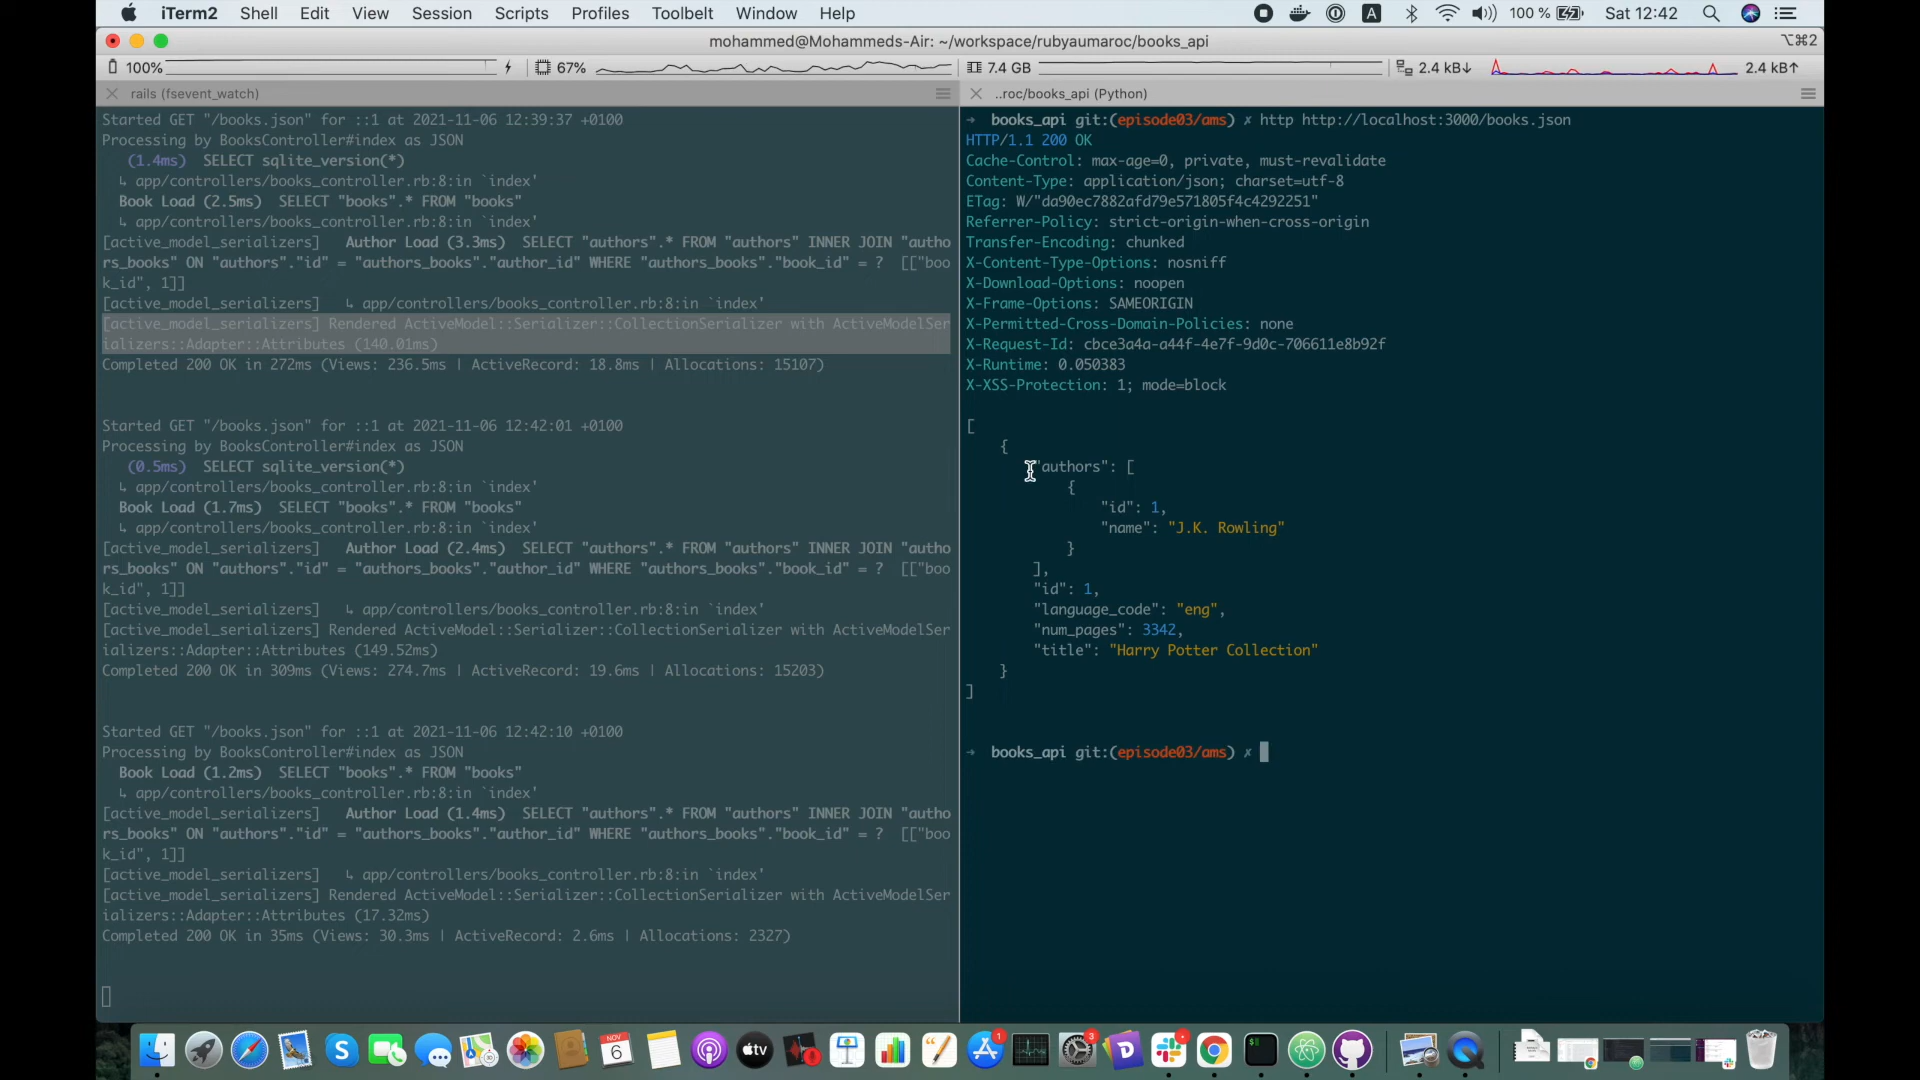 iTerm2 Shell Edit View Session Scripts Profiles Toolbelt Window Help A 100 % Sat 12:42
mohammed@Mohammeds-Air: ~/workspace/rubyaumaroc/books_api ⌥⌘2
100% 67% 7.4 GB 2.4 kB↓ 2.4 kB↑
rails (fsevent_watch)
Started GET "/books.json" for ::1 at 2021-11-06 12:39:37 +0100
Processing by BooksController#index as JSON
(1.4ms) SELECT sqlite_version(*)
↳ app/controllers/books_controller.rb:8:in `index'
Book Load (2.5ms) SELECT "books".* FROM "books"
↳ app/controllers/books_controller.rb:8:in `index'
[active_model_serializers] Author Load (3.3ms) SELECT "authors".* FROM "authors" INNER JOIN "autho
rs_books" ON "authors"."id" = "authors_books"."author_id" WHERE "authors_books"."book_id" = ? [["boo
k_id", 1]]
[active_model_serializers] ↳ app/controllers/books_controller.rb:8:in `index'
[active_model_serializers] Rendered ActiveModel::Serializer::CollectionSerializer with ActiveModelSer
ializers::Adapter::Attributes (140.01ms)
Completed 200 OK in 272ms (Views: 236.5ms | ActiveRecord: 18.8ms | Allocations: 15107)
Started GET "/books.json" for ::1 at 2021-11-06 12:42:01 +0100
Processing by BooksController#index as JSON
(0.5ms) SELECT sqlite_version(*)
↳ app/controllers/books_controller.rb:8:in `index'
Book Load (1.7ms) SELECT "books".* FROM "books"
↳ app/controllers/books_controller.rb:8:in `index'
[active_model_serializers] Author Load (2.4ms) SELECT "authors".* FROM "authors" INNER JOIN "autho
rs_books" ON "authors"."id" = "authors_books"."author_id" WHERE "authors_books"."book_id" = ? [["boo
k_id", 1]]
[active_model_serializers] ↳ app/controllers/books_controller.rb:8:in `index'
[active_model_serializers] Rendered ActiveModel::Serializer::CollectionSerializer with ActiveModelSer
ializers::Adapter::Attributes (149.52ms)
Completed 200 OK in 309ms (Views: 274.7ms | ActiveRecord: 19.6ms | Allocations: 15203)
Started GET "/books.json" for ::1 at 2021-11-06 12:42:10 +0100
Processing by BooksController#index as JSON
Book Load (1.2ms) SELECT "books".* FROM "books"
↳ app/controllers/books_controller.rb:8:in `index'
[active_model_serializers] Author Load (1.4ms) SELECT "authors".* FROM "authors" INNER JOIN "autho
rs_books" ON "authors"."id" = "authors_books"."author_id" WHERE "authors_books"."book_id" = ? [["boo
k_id", 1]]
[active_model_serializers] ↳ app/controllers/books_controller.rb:8:in `index'
[active_model_serializers] Rendered ActiveModel::Serializer::CollectionSerializer with ActiveModelSer
ializers::Adapter::Attributes (17.32ms)
Completed 200 OK in 35ms (Views: 30.3ms | ActiveRecord: 2.6ms | Allocations: 2327)
..roc/books_api (Python)
→ books_api git:(episode03/ams) ✗ http http://localhost:3000/books.json
HTTP/1.1 200 OK
Cache-Control: max-age=0, private, must-revalidate
Content-Type: application/json; charset=utf-8
ETag: W/"da90ec7882afd79e571805f4c4292251"
Referrer-Policy: strict-origin-when-cross-origin
Transfer-Encoding: chunked
X-Content-Type-Options: nosniff
X-Download-Options: noopen
X-Frame-Options: SAMEORIGIN
X-Permitted-Cross-Domain-Policies: none
X-Request-Id: cbce3a4a-a44f-4e7f-9d0c-706611e8b92f
X-Runtime: 0.050383
X-XSS-Protection: 1; mode=block
[
{
"authors": [
{
"id": 1,
"name": "J.K. Rowling"
}
],
"id": 1,
"language_code": "eng",
"num_pages": 3342,
"title": "Harry Potter Collection"
}
]
→ books_api git:(episode03/ams) ✗
NOV 6 tv 1 3